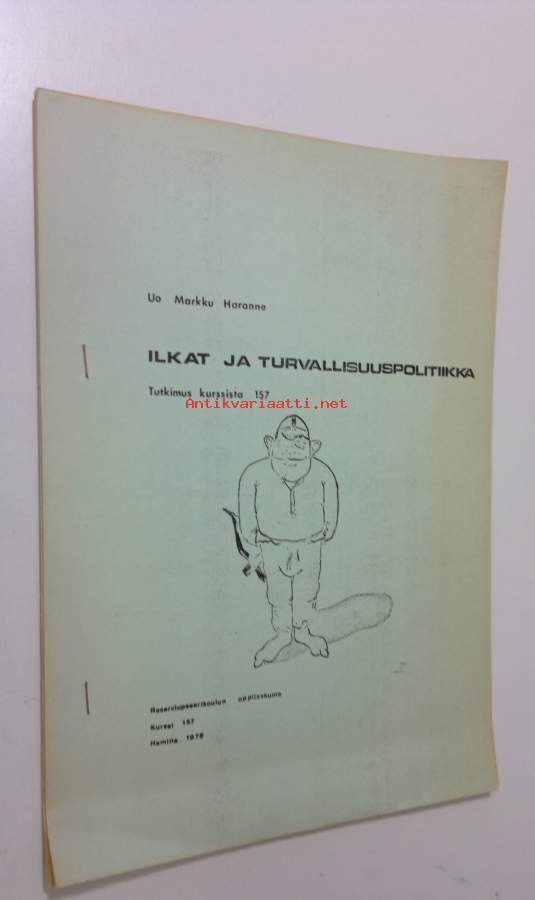 Uo Markku Haranne
ILKAT JA TURVALLISUUSPOLITIIKKA
Tutkimus kurssista 157
Antikvariaatti.net
Reserviupseerikoulun oppilaskunta
Kurssi 157
Hamina 1978